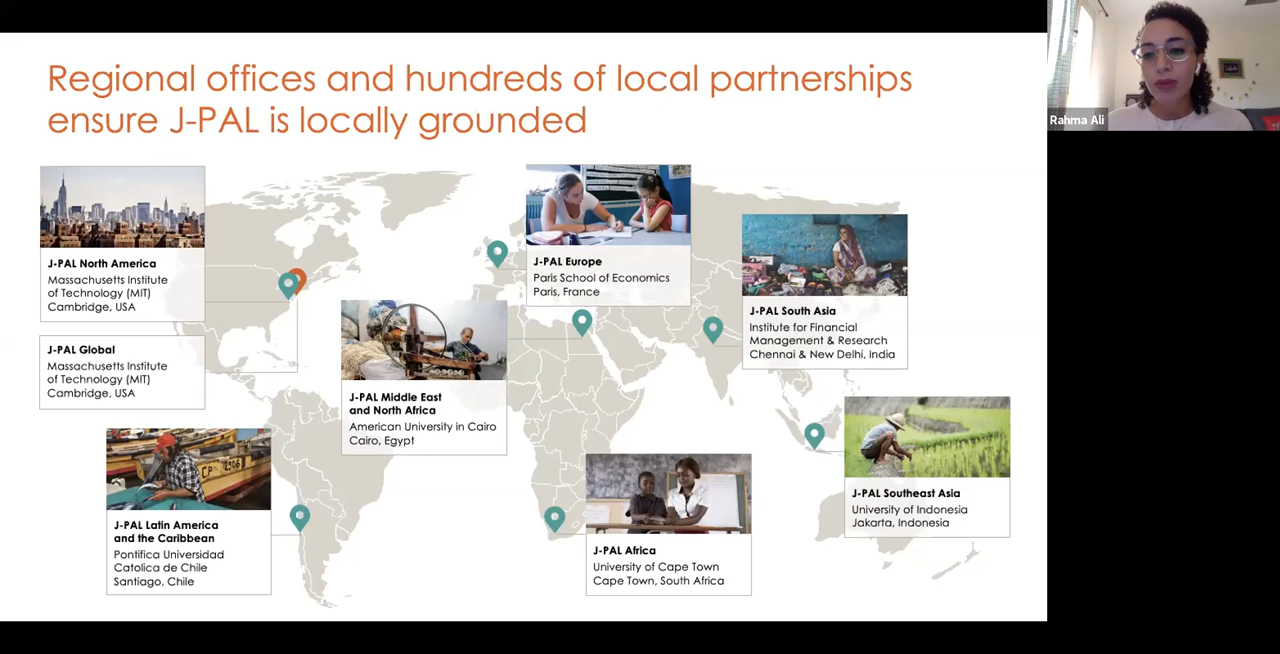 Regional offices and hundreds of local partnerships
ensure J-PAL is locally grounded
Rahma Ali
J-PAL North America
Massachusetts Institute
of Technology (MIT)
Cambridge, USA
J-PAL Global
Massachusetts Institute
of Technology (MIT)
Cambridge, USA
J-PAL Latin America
and the Caribbean
Pontifica Universidad
Catolica de Chile
Santiago, Chile
J-PAL Middle East
and North Africa
American University in Cairo
Cairo, Egypt
J-PAL Europe
Paris School of Economics
Paris, France
J-PAL Africa
University of Cape Town
Cape Town, South Africa
J-PAL South Asia
Institute for Financial
Management & Research
Chennai & New Delhi, India
J-PAL Southeast Asia
University of Indonesia
Jakarta, Indonesia